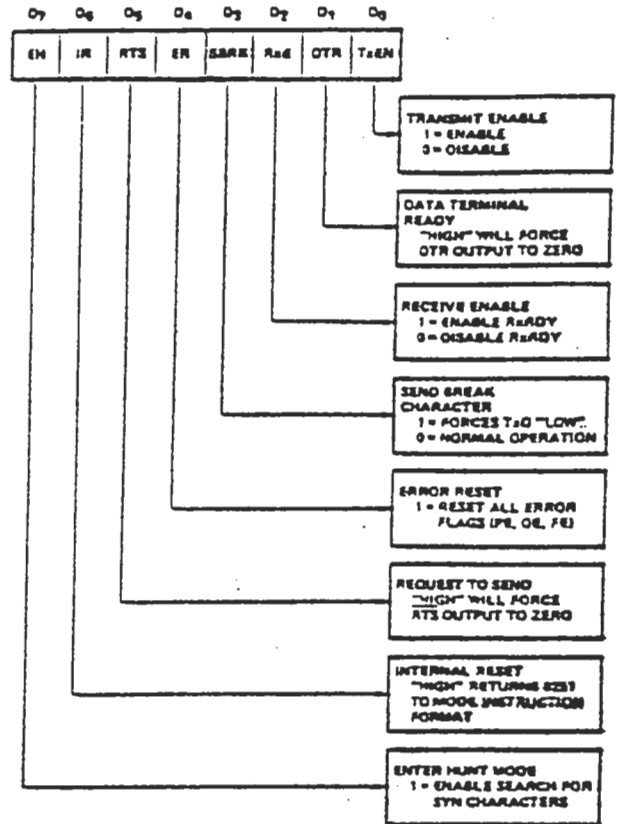 D7 D6 D5 D4 D3 D2 D1 D0
EH IR RTS ER SBRK RxE DTR TxEN
TRANSMIT ENABLE
1 = ENABLE
0 = DISABLE
DATA TERMINAL
READY
"HIGH" WILL FORCE
DTR OUTPUT TO ZERO
RECEIVE ENABLE
1 = ENABLE RxRDY
0 = DISABLE RxRDY
SEND BREAK
CHARACTER
1 = FORCES TxD "LOW".
0 = NORMAL OPERATION
ERROR RESET
1 = RESET ALL ERROR
FLAGS (PE, OE, FE)
REQUEST TO SEND
"HIGH" WILL FORCE
RTS OUTPUT TO ZERO
INTERNAL RESET
"HIGH" RETURNS 8251
TO MODE INSTRUCTION
FORMAT
ENTER HUNT MODE
1 = ENABLE SEARCH FOR
SYN CHARACTERS